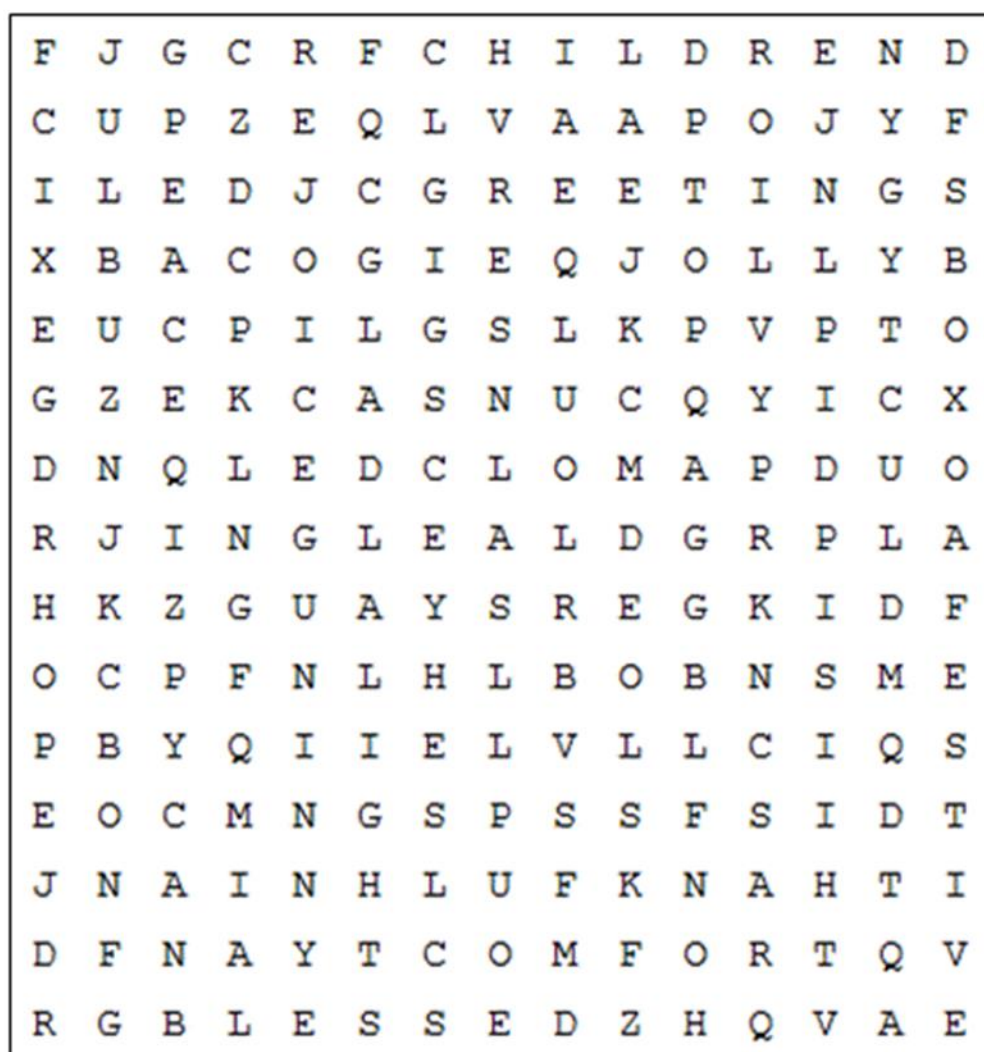 F J G C R F C H I L D R E N D
C U P Z E Q L V A A P O J Y F
I L E D J C G R E E T I N G S
X B A C O G I E Q J O L L Y B
E U C P I L G S L K P V P T O
G Z E K C A S N U C Q Y I C X
D N Q L E D C L O M A P D U O
R J I N G L E A L D G R P L A
H K Z G U A Y S R E G K I D F
O C P F N L H L B O B N S M E
P B Y Q I I E L V L L C I Q S
E O C M N G S P S S F S I D T
J N A I N H L U F K N A H T I
D F N A Y T C O M F O R T Q V
R G B L E S S E D Z H Q V A E